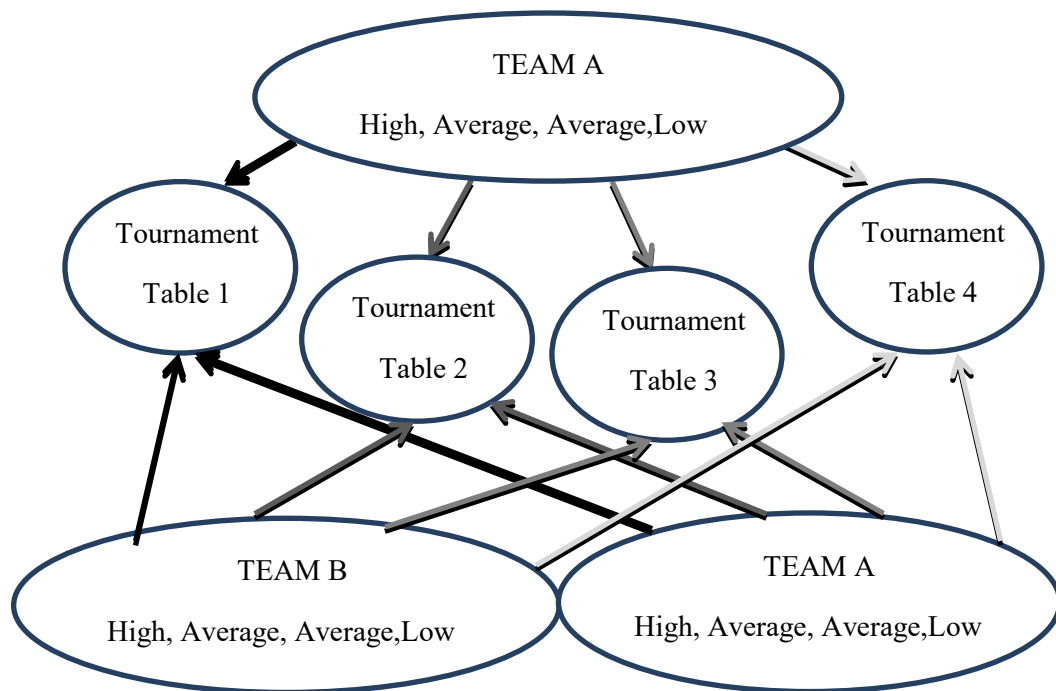 TEAM A
High, Average, Average,Low
Tournament
Table 1
Tournament
Table 2
Tournament
Table 3
Tournament
Table 4
TEAM B
High, Average, Average,Low
TEAM A
High, Average, Average,Low